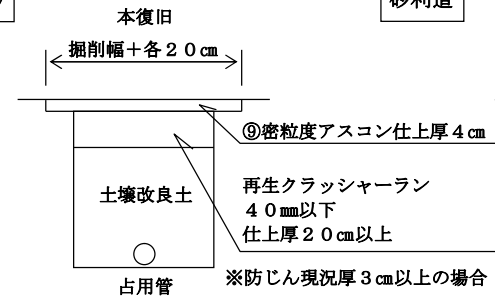 砂利道
本復旧
掘削幅＋各２０㎝
⑨密粒度アスコン仕上厚４㎝
再生クラッシャーラン
４０㎜以下
仕上厚２０㎝以上
土壌改良土
※防じん現況厚３㎝以上の場合
占用管